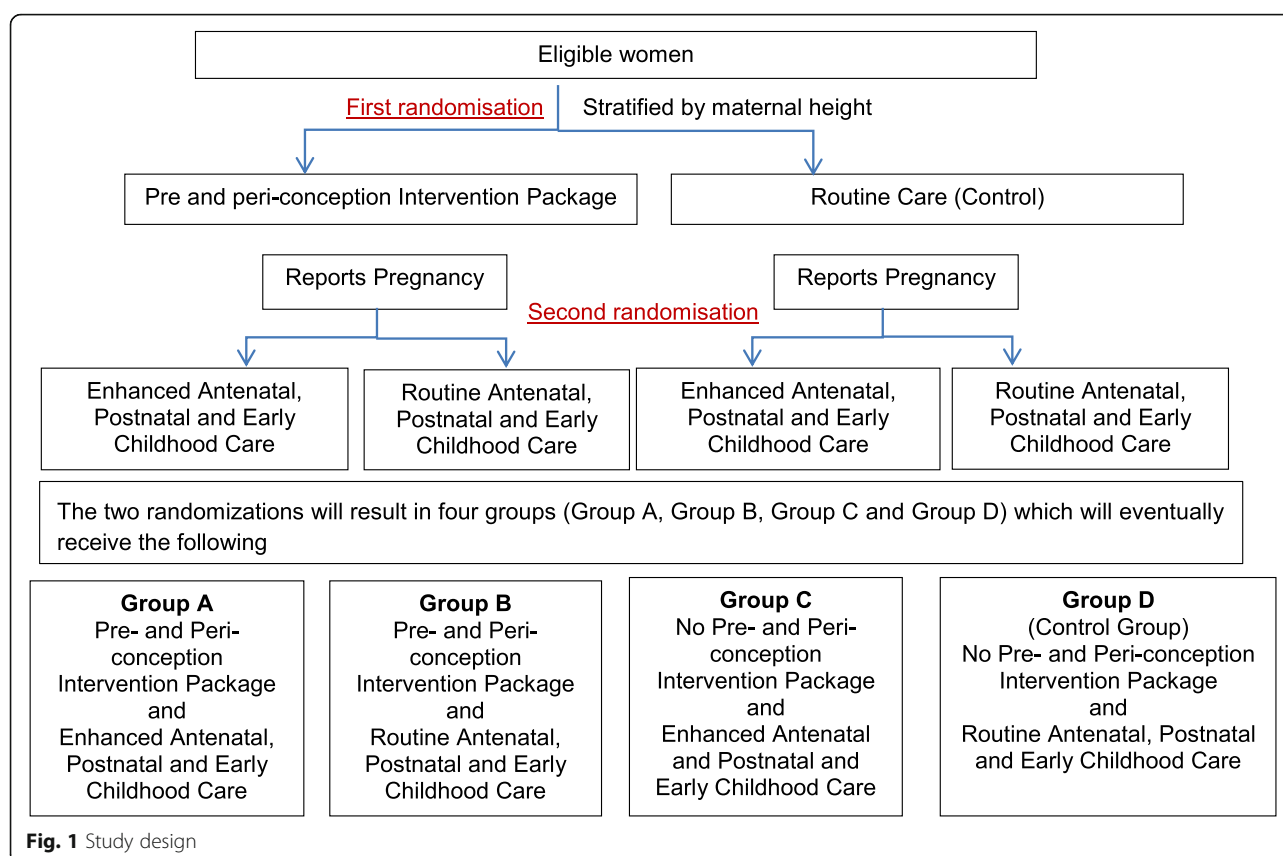 Eligible women
First randomisation Stratified by maternal height
Pre and peri-conception Intervention Package
Routine Care (Control)
Reports Pregnancy
Reports Pregnancy
Second randomisation
Enhanced Antenatal,
Postnatal and Early
Childhood Care
Routine Antenatal,
Postnatal and Early
Childhood Care
Enhanced Antenatal,
Postnatal and Early
Childhood Care
Routine Antenatal,
Postnatal and Early
Childhood Care
The two randomizations will result in four groups (Group A, Group B, Group C and Group D) which will eventually
receive the following
Group A
Pre- and Peri-
conception
Intervention Package
and
Enhanced Antenatal,
Postnatal and Early
Childhood Care
Group B
Pre- and Peri-
conception
Intervention Package
and
Routine Antenatal,
Postnatal and Early
Childhood Care
Group C
No Pre- and Peri-
conception
Intervention Package
and
Enhanced Antenatal
and Postnatal and
Early Childhood Care
Group D
(Control Group)
No Pre- and Peri-conception
Intervention Package
and
Routine Antenatal, Postnatal
and Early Childhood Care
Fig. 1 Study design